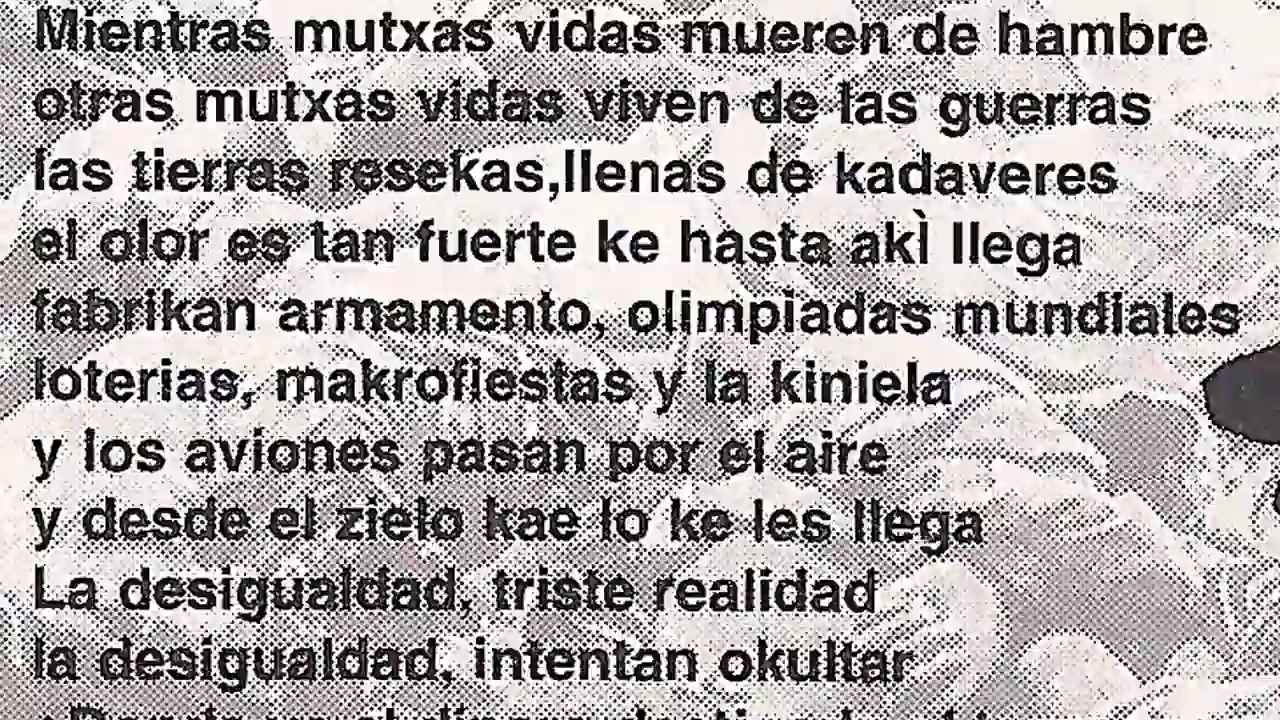 Mientras mutxas vidas mueren de hambre
otras mutxas vidas viven de las guerras
las tierras resekas,llenas de kadaveres
el olor es tan fuerte ke hasta akì llega
fabrikan armamento, olimpiadas mundiales
loterias, makrofiestas y la kiniela
y los aviones pasan por el aire
y desde el zielo kae lo ke les llega
La desigualdad, triste realidad
la desigualdad, intentan okultar